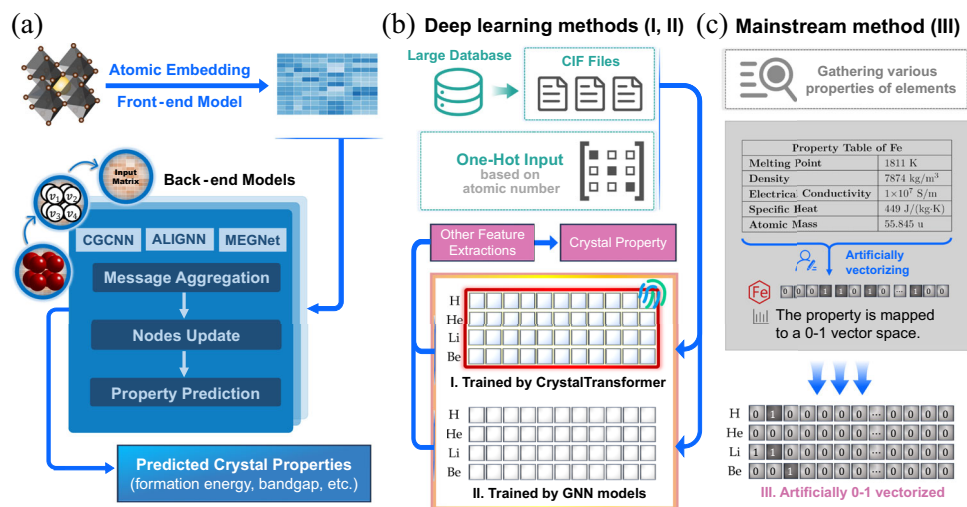 (a)
Atomic Embedding
Front-end Model
Input
Matrix
v1 v2
v3 v4
Back-end Models
CGCNN ALIGNN MEGNet
Message Aggregation
Nodes Update
Property Prediction
Predicted Crystal Properties
(formation energy, bandgap, etc.)
(b) Deep learning methods (I, II)
Large Database
CIF Files
One-Hot Input
based on
atomic number
Other Feature
Extractions
Crystal Property
H
He
Li
Be
I. Trained by CrystalTransformer
H
He
Li
Be
II. Trained by GNN models
(c) Mainstream method (III)
Gathering various
properties of elements
Property Table of Fe
Melting Point 1811 K
Density 7874 kg/m³
Electrical Conductivity 1×10⁷ S/m
Specific Heat 449 J/(kg·K)
Atomic Mass 55.845 u
Artificially
vectorizing
Fe 0 0 0 1 1 0 1 0 ... 1 0 0
The property is mapped
to a 0-1 vector space.
H 0 1 0 0 0 0 0 ... 0 0 0 0
He 0 0 0 0 0 0 0 ... 0 0 0 0
Li 1 1 0 0 0 0 0 ... 0 0 0 0
Be 0 0 1 0 0 0 0 ... 0 0 0 0
III. Artificially 0-1 vectorized